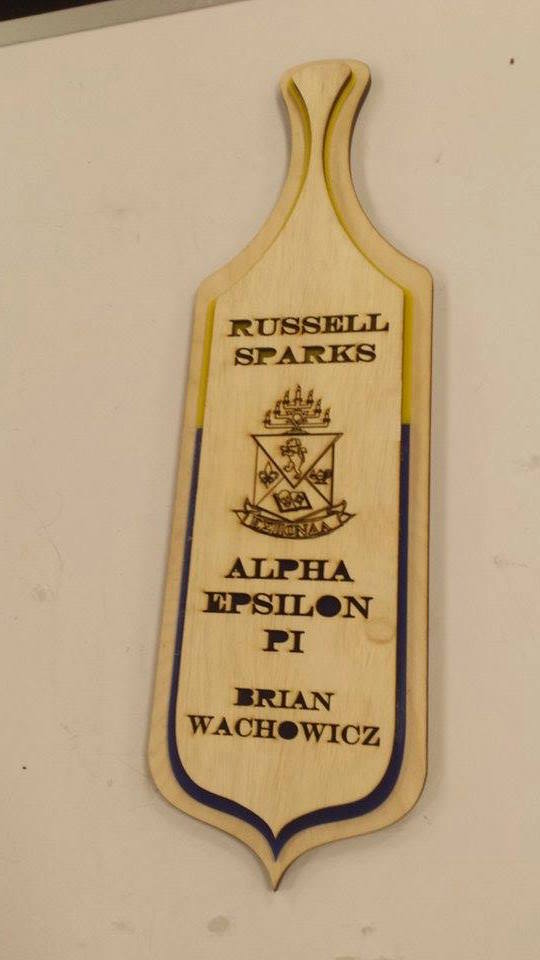 RUSSELL
SPARKS
ALPHA
EPSILON
PI
BRIAN
WACHOWICZ